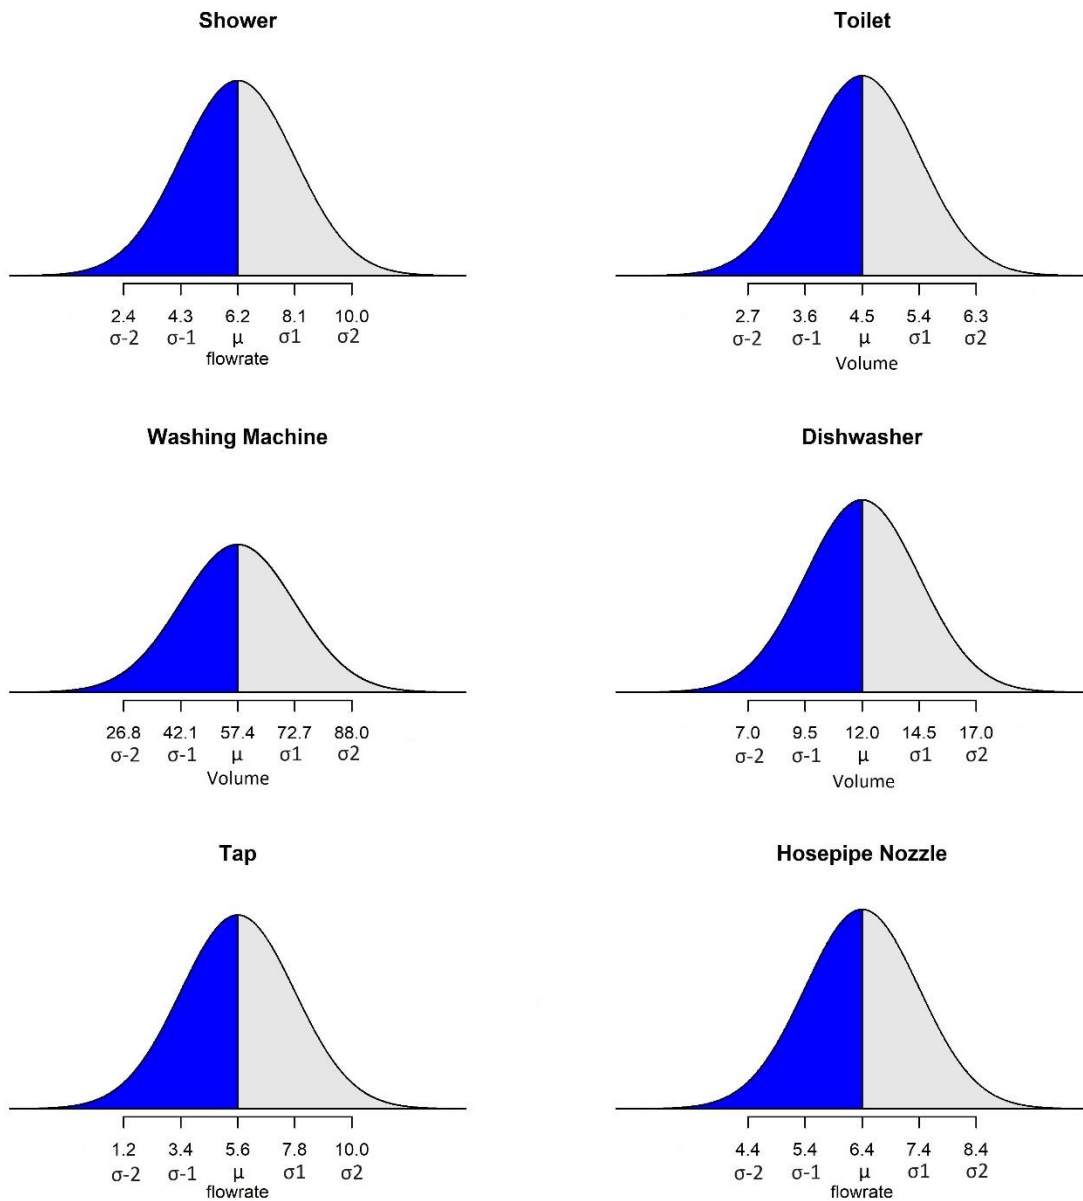 Shower
2.4 4.3 6.2 8.1 10.0
σ-2 σ-1 μ σ1 σ2
flowrate
Toilet
2.7 3.6 4.5 5.4 6.3
σ-2 σ-1 μ σ1 σ2
Volume
Washing Machine
26.8 42.1 57.4 72.7 88.0
σ-2 σ-1 μ σ1 σ2
Volume
Dishwasher
7.0 9.5 12.0 14.5 17.0
σ-2 σ-1 μ σ1 σ2
Volume
Tap
1.2 3.4 5.6 7.8 10.0
σ-2 σ-1 μ σ1 σ2
flowrate
Hosepipe Nozzle
4.4 5.4 6.4 7.4 8.4
σ-2 σ-1 μ σ1 σ2
flowrate